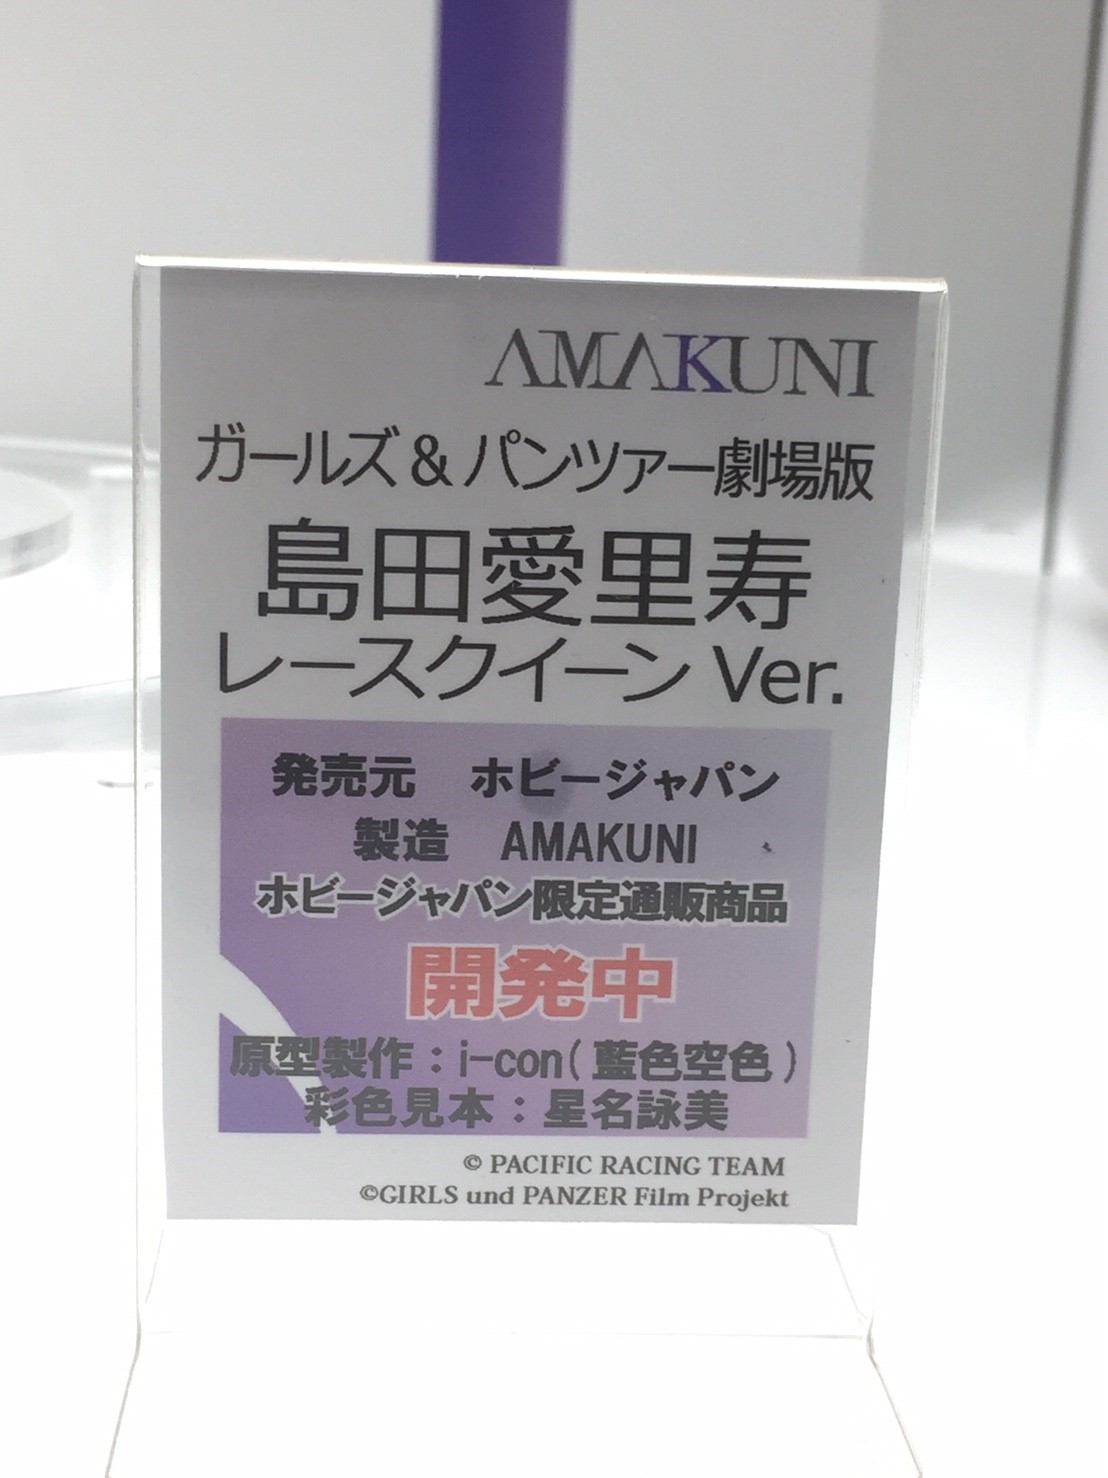 AMAKUNI
ガールズ&パンツァー劇場版
島田愛里寿
レースクイーン Ver.
発売元 ホビージャパン
製造 AMAKUNI
ホビージャパン限定通販商品
開発中
原型製作：i-con(藍色空色)
彩色見本：星名詠美
© PACIFIC RACING TEAM
©GIRLS und PANZER Film Projekt